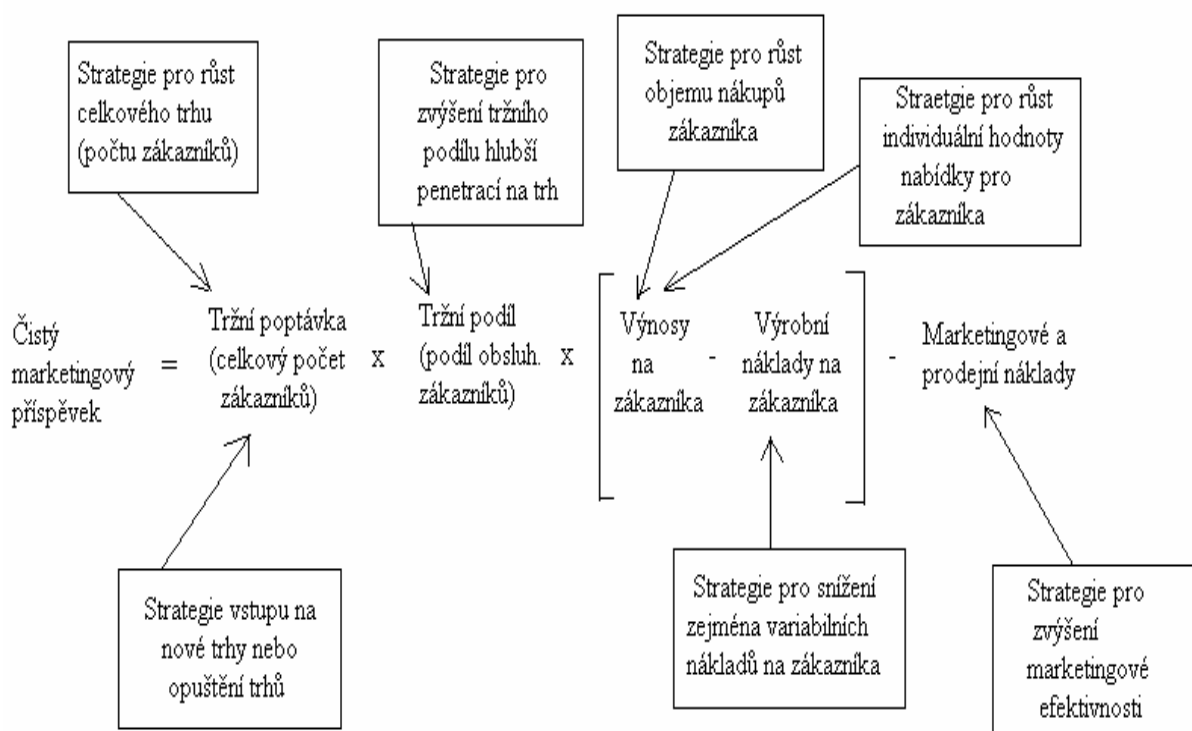 Strategie pro růst
celkového trhu
(počtu zákazníků)
Strategie pro
zvýšení tržního
podílu hlubší
penetrací na trh
Strategie pro růst
objemu nákupů
zákazníka
Straetgie pro růst
individuální hodnoty
nabídky pro
zákazníka
Čistý
marketingový
příspěvek
=
Tržní poptávka
(celkový počet
zákazníků)
x
Tržní podíl
(podíl obsluh.
zákazníků)
x
Výnosy
na
zákazníka
-
Výrobní
náklady na
zákazníka
-
Marketingové a
prodejní náklady
Strategie vstupu na
nové trhy nebo
opuštění trhů
Strategie pro snížení
zejména variabilních
nákladů na zákazníka
Strategie pro
zvýšení
marketingové
efektivnosti